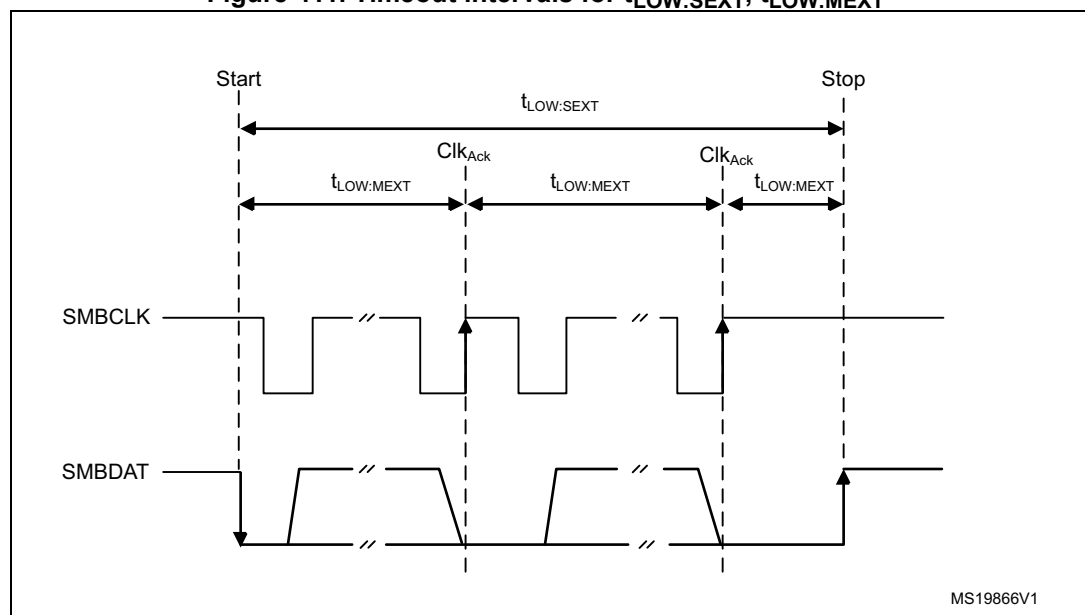 Figure 411. Timeout intervals for tLOW:SEXT, tLOW:MEXT
Start
Stop
tLOW:SEXT
ClkAck
ClkAck
tLOW:MEXT
tLOW:MEXT
tLOW:MEXT
SMBCLK
SMBDAT
MS19866V1